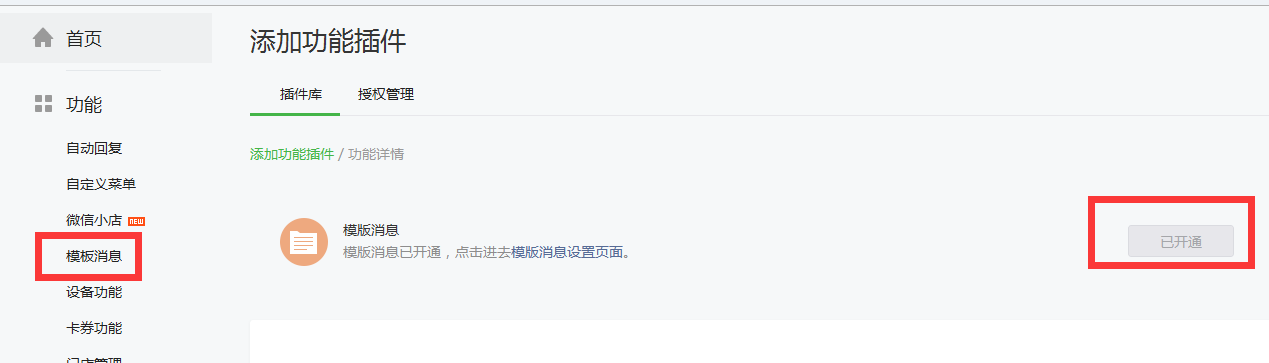 首页
功能
自动回复
自定义菜单
微信小店 NEW
模板消息
设备功能
卡券功能
门店管理
添加功能插件
插件库 授权管理
添加功能插件 / 功能详情
模版消息
模版消息已开通，点击进去模版消息设置页面。
已开通